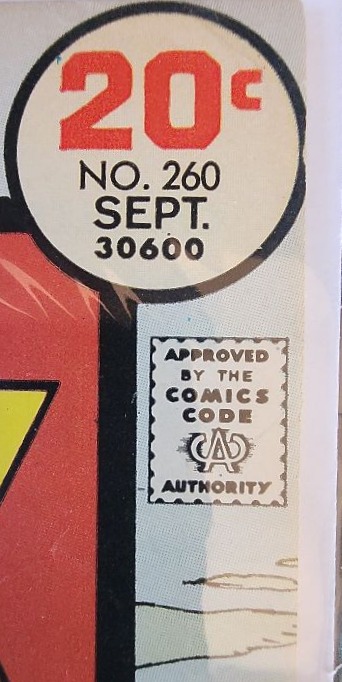 20¢
NO. 260
SEPT.
30600
APPROVED
BY THE
COMICS
CODE
CA
AUTHORITY